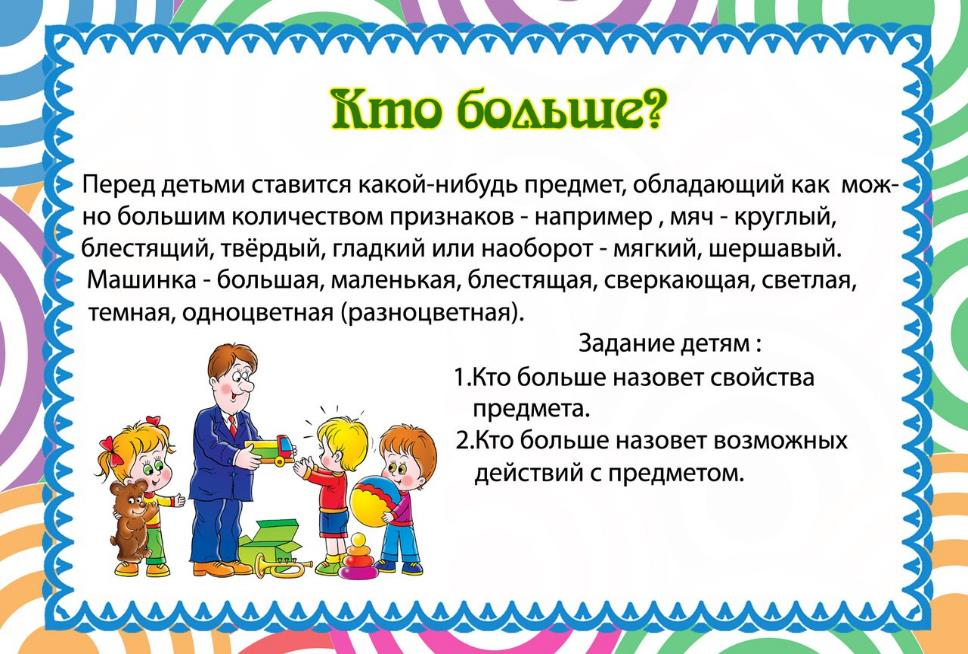 Кто больше?
Перед детьми ставится какой-нибудь предмет, обладающий как мож-
но большим количеством признаков - например , мяч - круглый,
блестящий, твёрдый, гладкий или наоборот - мягкий, шершавый.
Машинка - большая, маленькая, блестящая, сверкающая, светлая,
темная, одноцветная (разноцветная).
Задание детям :
1.Кто больше назовет свойства
предмета.
2.Кто больше назовет возможных
действий с предметом.